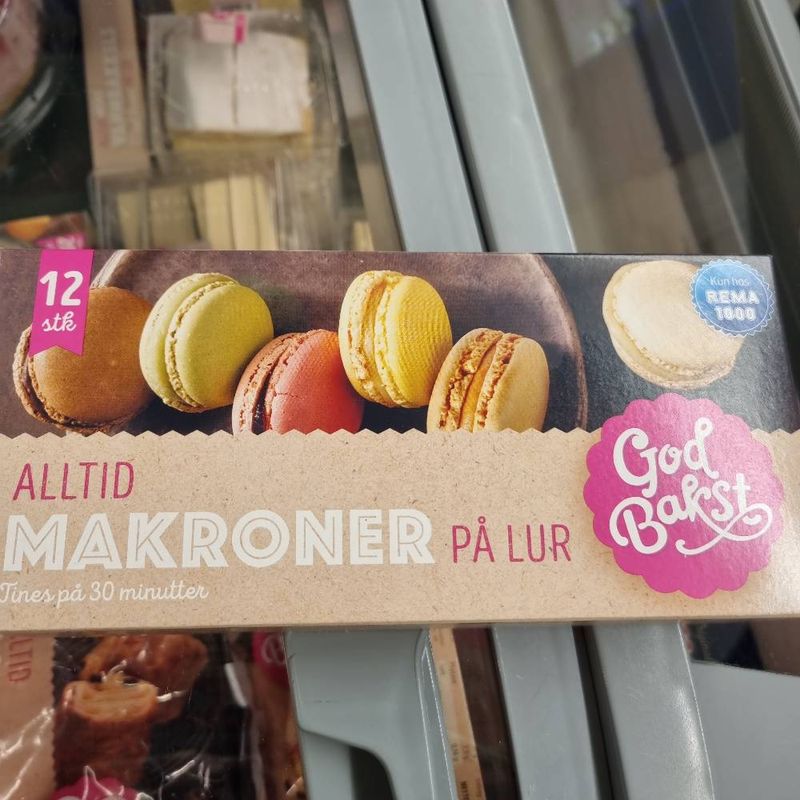 12
stk
Kun hos
REMA
1000
God
Bakst
ALLTID
MAKRONER PÅ LUR
Tines på 30 minutter